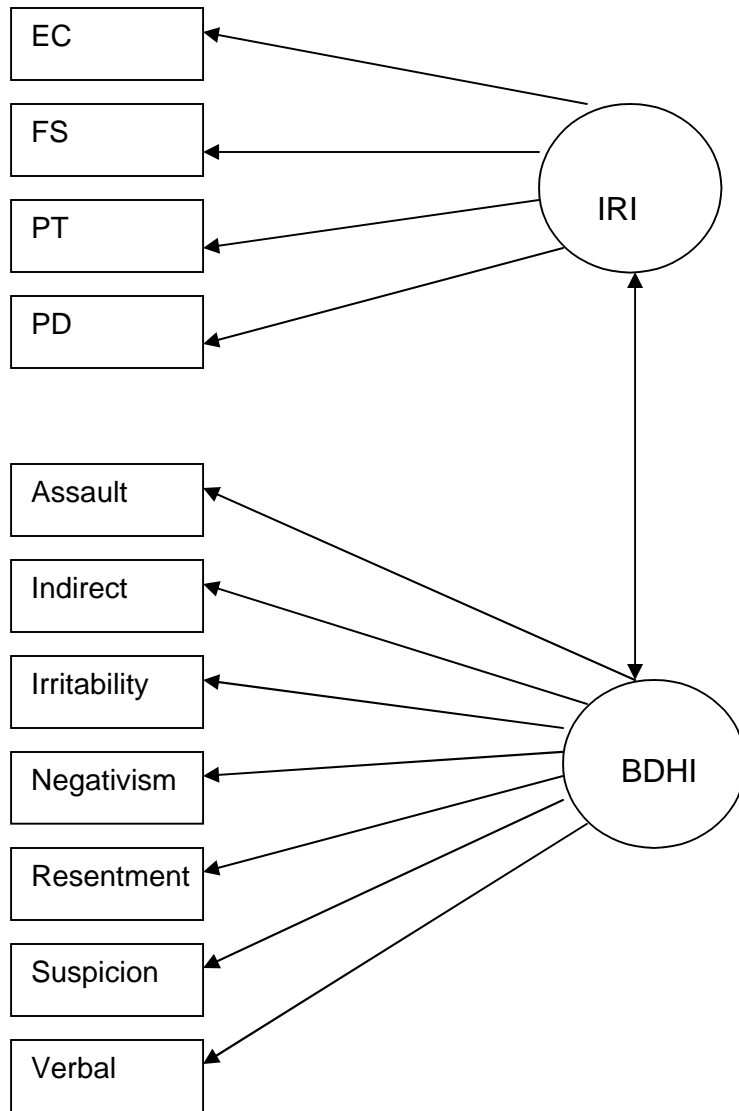 EC
FS
PT
PD
IRI
Assault
Indirect
Irritability
Negativism
Resentment
Suspicion
Verbal
BDHI